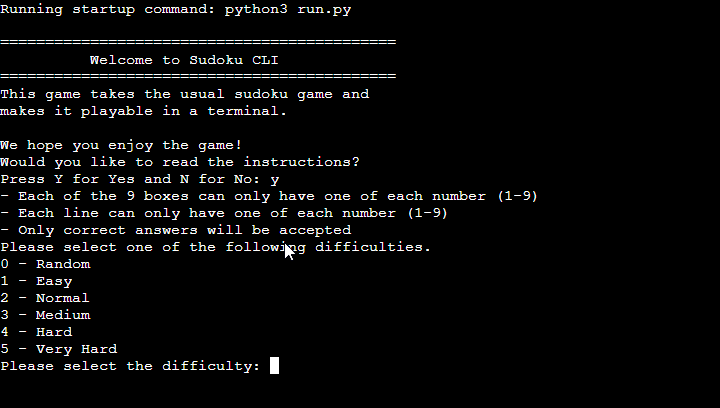 Running startup command: python3 run.py
============================================
Welcome to Sudoku CLI
============================================
This game takes the usual sudoku game and
makes it playable in a terminal.
We hope you enjoy the game!
Would you like to read the instructions?
Press Y for Yes and N for No: y
- Each of the 9 boxes can only have one of each number (1-9)
- Each line can only have one of each number (1-9)
- Only correct answers will be accepted
Please select one of the following difficulties.
0 - Random
1 - Easy
2 - Normal
3 - Medium
4 - Hard
5 - Very Hard
Please select the difficulty: